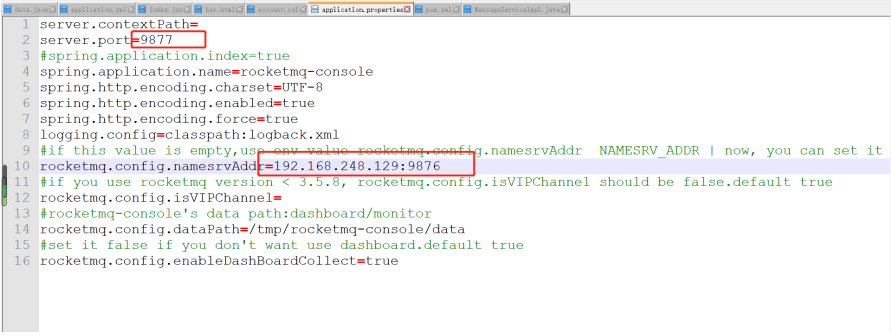 data.json application.yml index.jsp bar.html account.sql application.properties pom.xml MessageServiceImpl.java
1 server.contextPath=
2 server.port=9877
3 #spring.application.index=true
4 spring.application.name=rocketmq-console
5 spring.http.encoding.charset=UTF-8
6 spring.http.encoding.enabled=true
7 spring.http.encoding.force=true
8 logging.config=classpath:logback.xml
9 #if this value is empty,use env value rocketmq.config.namesrvAddr  NAMESRV_ADDR | now, you can set it
10 rocketmq.config.namesrvAddr=192.168.248.129:9876
11 #if you use rocketmq version < 3.5.8, rocketmq.config.isVIPChannel should be false.default true
12 rocketmq.config.isVIPChannel=
13 #rocketmq-console's data path:dashboard/monitor
14 rocketmq.config.dataPath=/tmp/rocketmq-console/data
15 #set it false if you don't want use dashboard.default true
16 rocketmq.config.enableDashBoardCollect=true